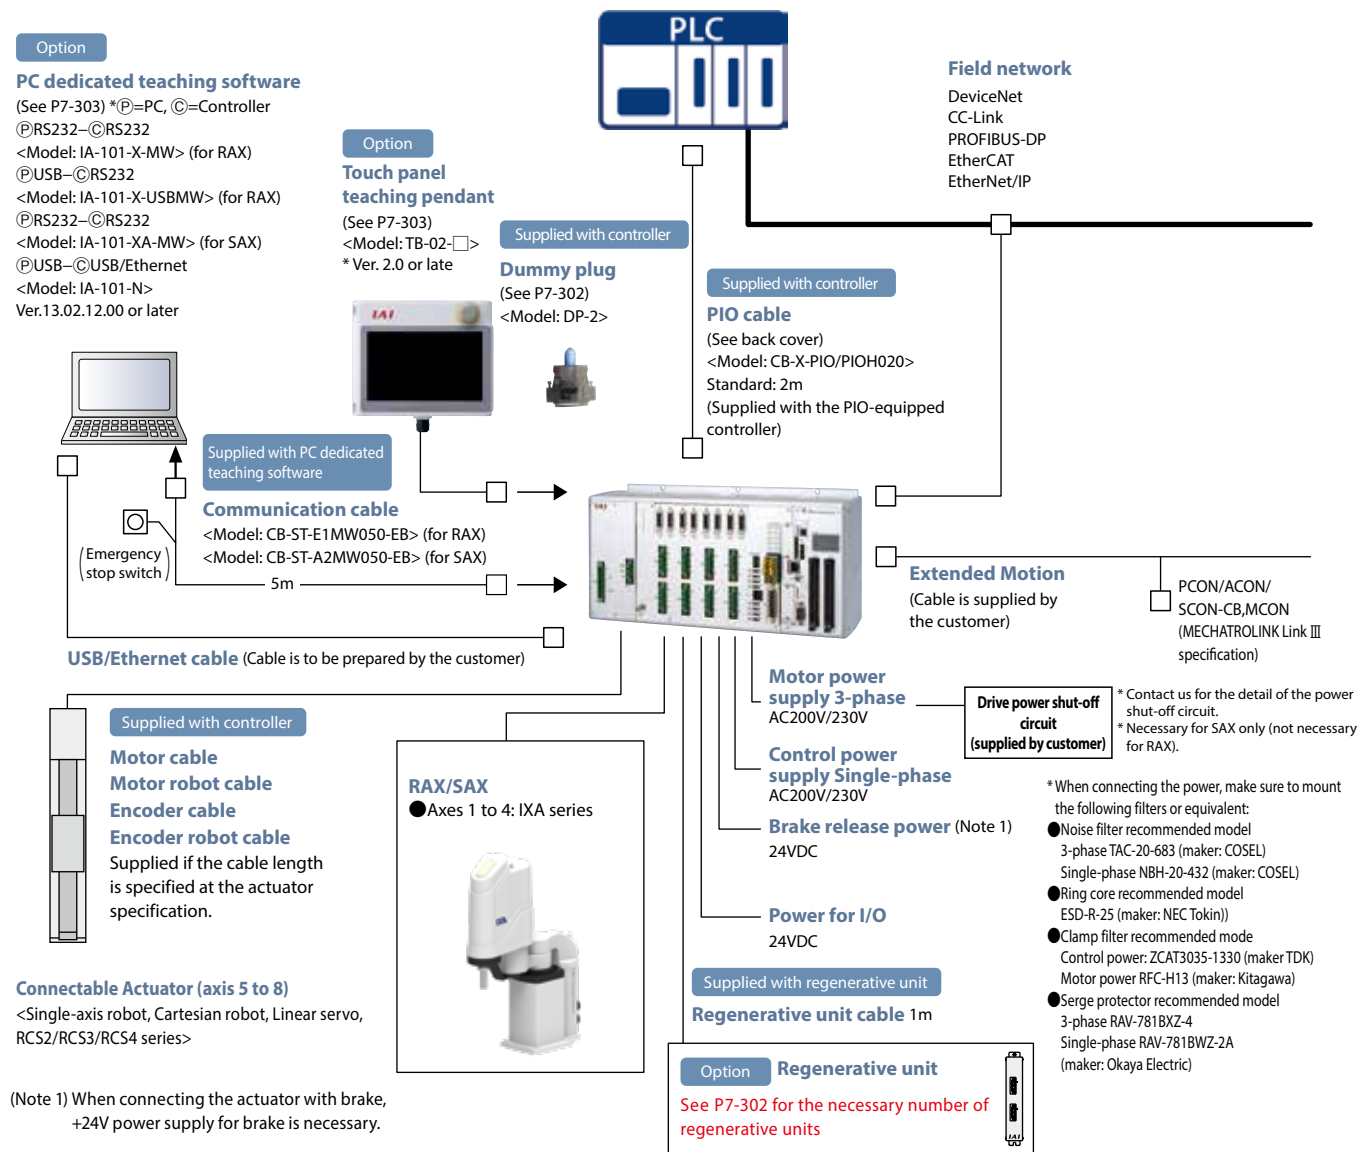 Option
PC dedicated teaching software
(See P7-303) *Ⓟ=PC, Ⓒ=Controller
ⓅRS232–ⒸRS232
<Model: IA-101-X-MW> (for RAX)
ⓅUSB–ⒸRS232
<Model: IA-101-X-USBMW> (for RAX)
ⓅRS232–ⒸRS232
<Model: IA-101-XA-MW> (for SAX)
ⓅUSB–ⒸUSB/Ethernet
<Model: IA-101-N>
Ver.13.02.12.00 or later
Option
Touch panel
teaching pendant
(See P7-303)
<Model: TB-02-□>
* Ver. 2.0 or late
IAI
Supplied with controller
Dummy plug
(See P7-302)
<Model: DP-2>
PLC
Supplied with controller
PIO cable
(See back cover)
<Model: CB-X-PIO/PIOH020>
Standard: 2m
(Supplied with the PIO-equipped
controller)
Field network
DeviceNet
CC-Link
PROFIBUS-DP
EtherCAT
EtherNet/IP
Supplied with PC dedicated
teaching software
Communication cable
<Model: CB-ST-E1MW050-EB> (for RAX)
<Model: CB-ST-A2MW050-EB> (for SAX)
(Emergency
stop switch)
5m
USB/Ethernet cable (Cable is to be prepared by the customer)
IAI
Extended Motion
(Cable is supplied by
the customer)
PCON/ACON/
SCON-CB,MCON
(MECHATROLINK Link Ⅲ
specification)
Supplied with controller
Motor cable
Motor robot cable
Encoder cable
Encoder robot cable
Supplied if the cable length
is specified at the actuator
specification.
Connectable Actuator (axis 5 to 8)
<Single-axis robot, Cartesian robot, Linear servo,
RCS2/RCS3/RCS4 series>
(Note 1) When connecting the actuator with brake,
+24V power supply for brake is necessary.
RAX/SAX
●Axes 1 to 4: IXA series
Motor power
supply 3-phase
AC200V/230V
Drive power shut-off
circuit
(supplied by customer)
* Contact us for the detail of the power
shut-off circuit.
* Necessary for SAX only (not necessary
for RAX).
Control power
supply Single-phase
AC200V/230V
Brake release power (Note 1)
24VDC
Power for I/O
24VDC
Supplied with regenerative unit
Regenerative unit cable 1m
Option
Regenerative unit
See P7-302 for the necessary number of
regenerative units
IAI
* When connecting the power, make sure to mount
the following filters or equivalent:
●Noise filter recommended model
3-phase TAC-20-683 (maker: COSEL)
Single-phase NBH-20-432 (maker: COSEL)
●Ring core recommended model
ESD-R-25 (maker: NEC Tokin))
●Clamp filter recommended mode
Control power: ZCAT3035-1330 (maker TDK)
Motor power RFC-H13 (maker: Kitagawa)
●Serge protector recommended model
3-phase RAV-781BXZ-4
Single-phase RAV-781BWZ-2A
(maker: Okaya Electric)